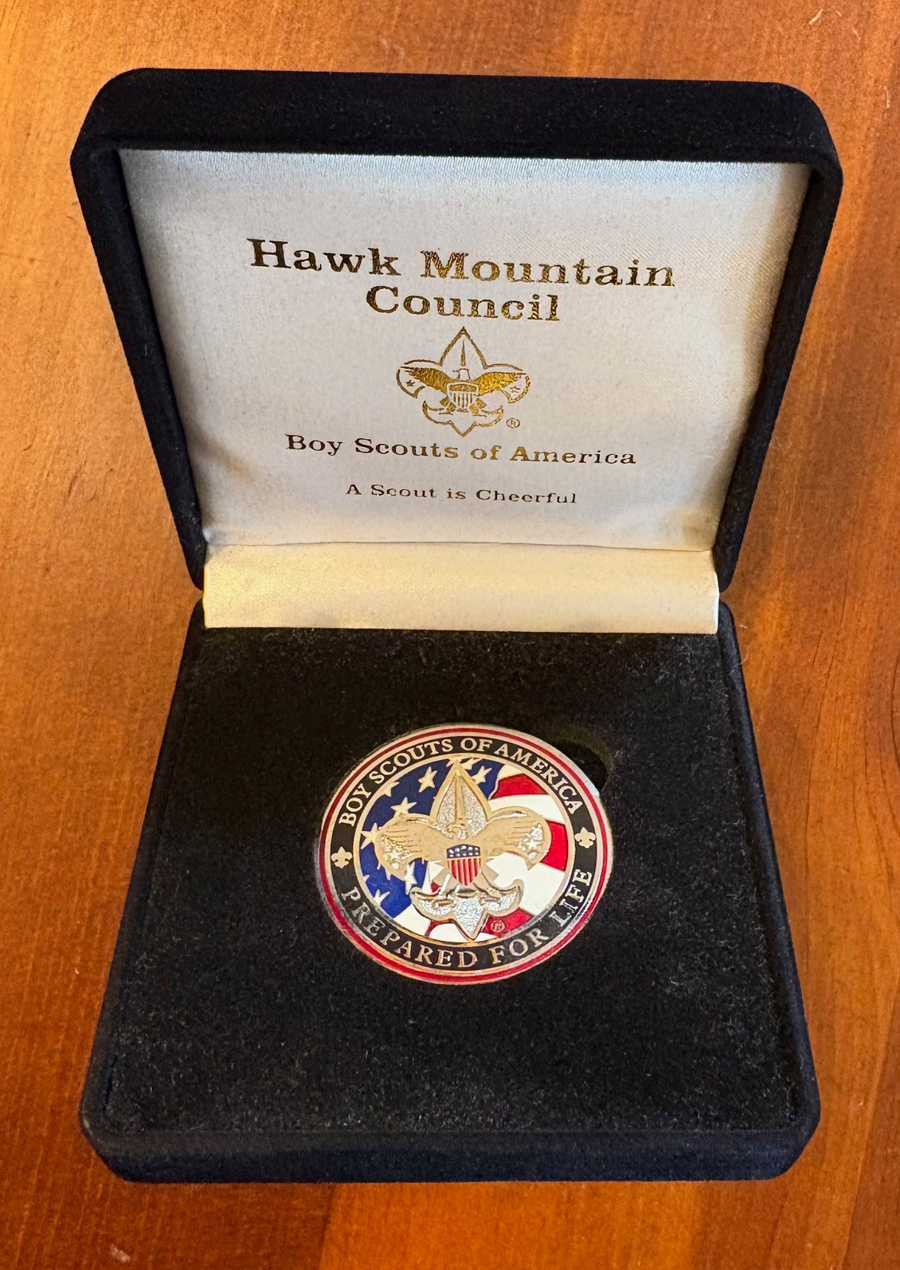 Hawk Mountain
Council
®
Boy Scouts of America
A Scout is Cheerful
BOY SCOUTS OF AMERICA
®
PREPARED FOR LIFE